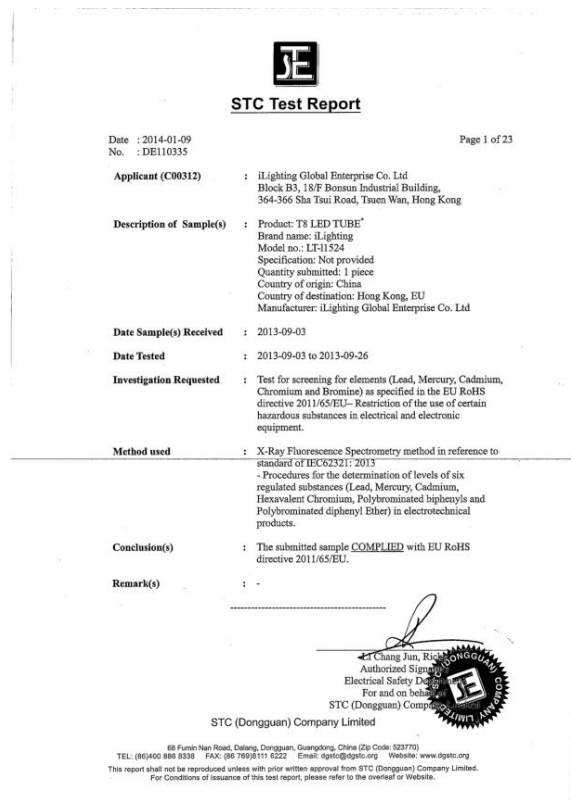 STE
STC Test Report
Date : 2014-01-09 Page 1 of 23
No. : DE110335
Applicant (C00312) : iLighting Global Enterprise Co. Ltd
Block B3, 18/F Bonsun Industrial Building,
364-366 Sha Tsui Road, Tsuen Wan, Hong Kong
Description of Sample(s) : Product: T8 LED TUBE*
Brand name: iLighting
Model no.: LT-l1524
Specification: Not provided
Quantity submitted: 1 piece
Country of origin: China
Country of destination: Hong Kong, EU
Manufacturer: iLighting Global Enterprise Co. Ltd
Date Sample(s) Received : 2013-09-03
Date Tested : 2013-09-03 to 2013-09-26
Investigation Requested : Test for screening for elements (Lead, Mercury, Cadmium,
Chromium and Bromine) as specified in the EU RoHS
directive 2011/65/EU– Restriction of the use of certain
hazardous substances in electrical and electronic
equipment.
Method used : X-Ray Fluorescence Spectrometry method in reference to
standard of IEC62321: 2013
- Procedures for the determination of levels of six
regulated substances (Lead, Mercury, Cadmium,
Hexavalent Chromium, Polybrominated biphenyls and
Polybrominated diphenyl Ether) in electrotechnical
products.
Conclusion(s) : The submitted sample COMPLIED with EU RoHS
directive 2011/65/EU.
Remark(s) : -
LI Chang Jun,
Authorized
Electrical Safety
For and on behalf
STC (Dongguan)
(DONGGUAN) COMPANY LIMITED
STC (Dongguan) Company Limited
68 Fumin Nan Road, Dalang, Dongguan, Guangdong, China (Zip Code: 523770)
TEL: (86)400 886 8338 FAX: (86 769)8111 6222 Email: dgstc@dgstc.org Website: www.dgstc.org
This report shall not be reproduced unless with prior written approval from STC (Dongguan) Company Limited.
For Conditions of Issuance of this test report, please refer to the overleaf or Website.